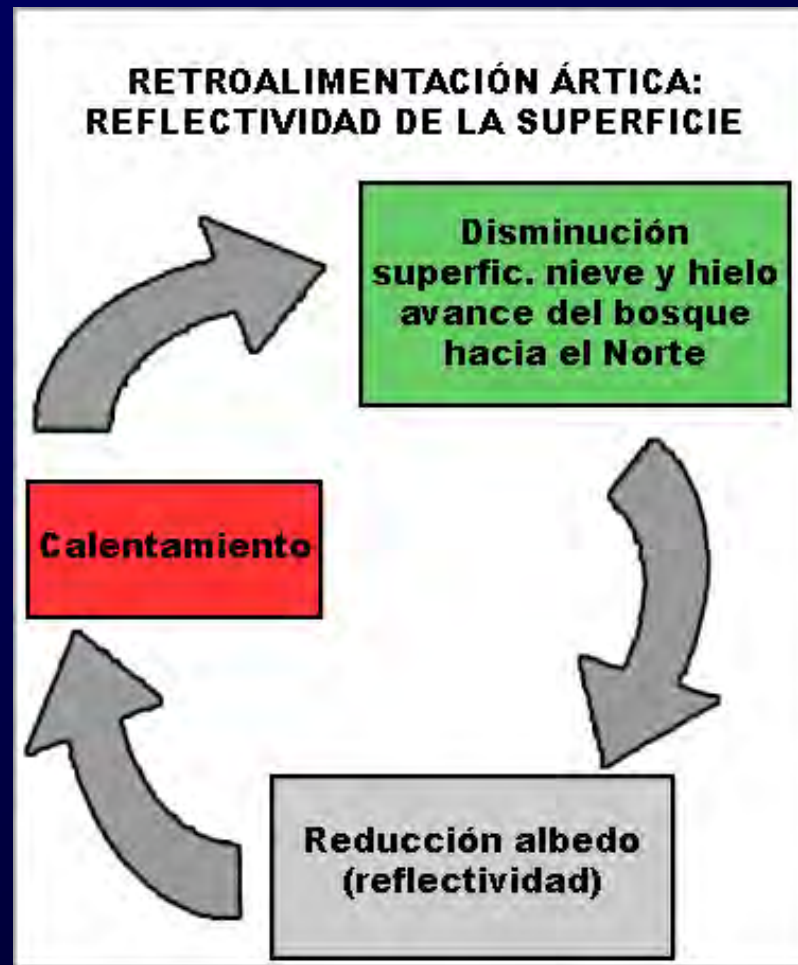 RETROALIMENTACIÓN ÁRTICA:
REFLECTIVIDAD DE LA SUPERFICIE
Disminución
superfic. nieve y hielo
avance del bosque
hacia el Norte
Calentamiento
Reducción albedo
(reflectividad)